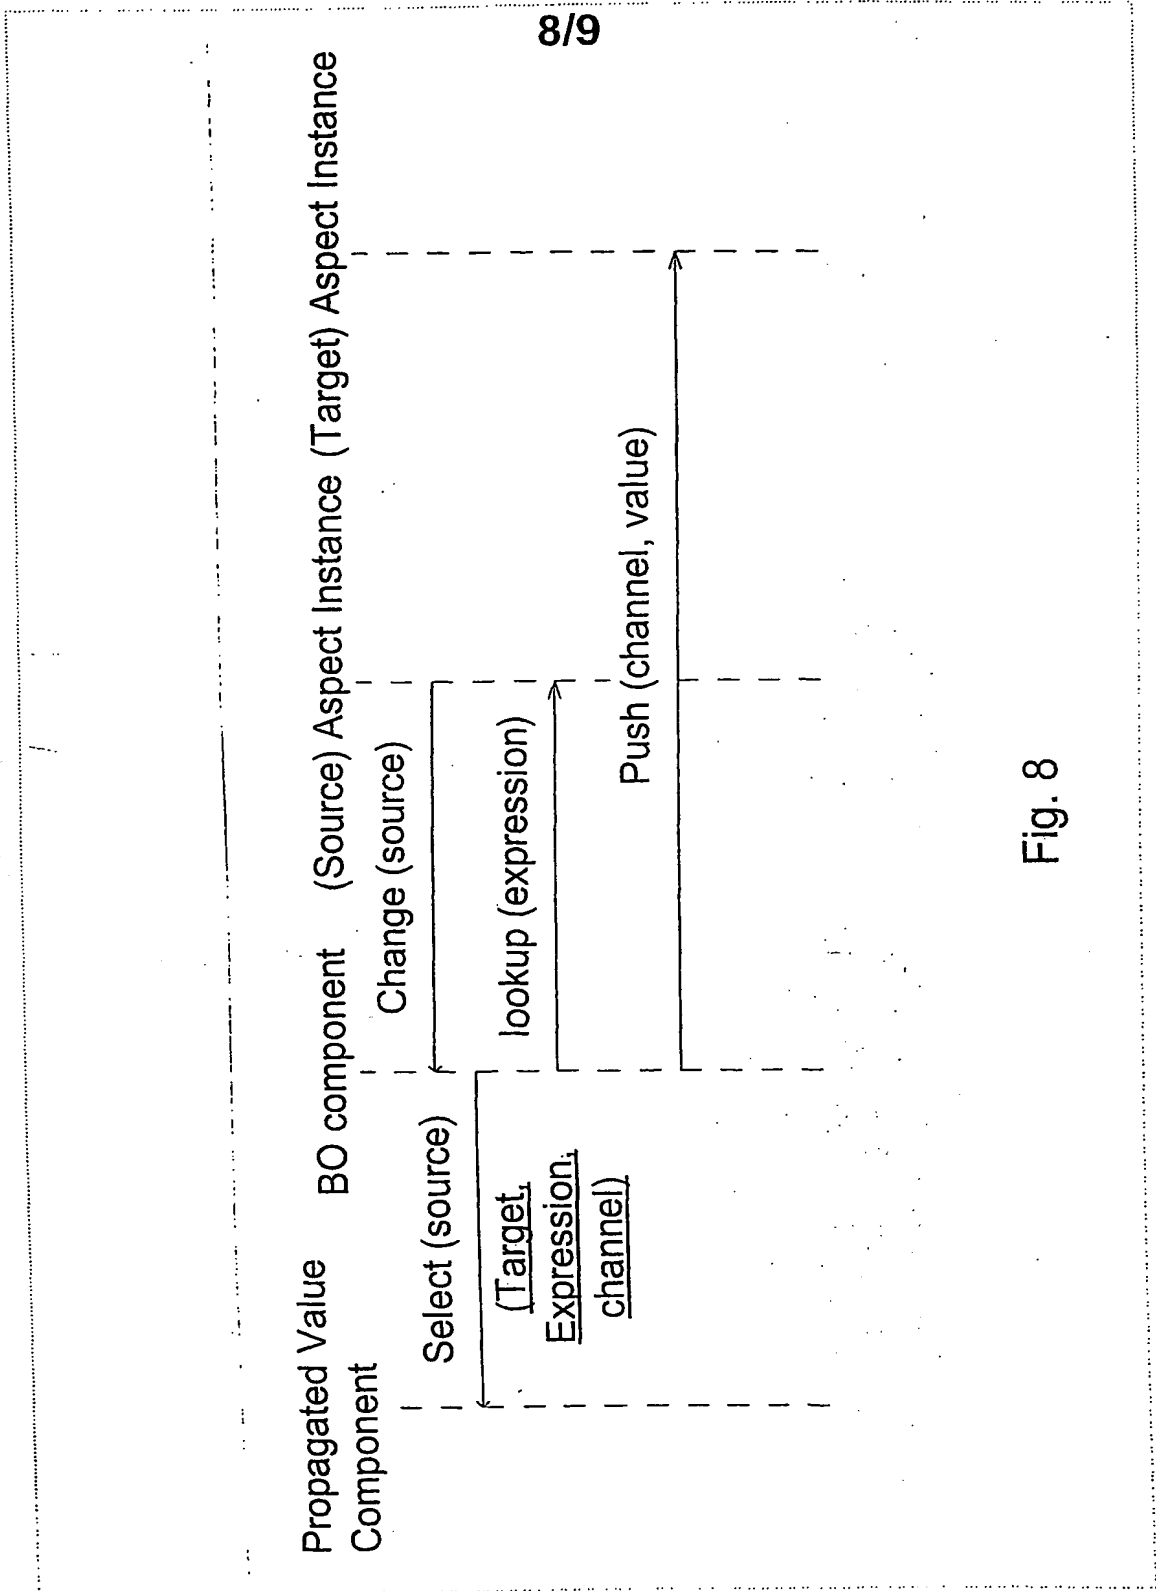 8/9
Propagated Value
Component
BO component
(Source) Aspect Instance
(Target) Aspect Instance
Change (source)
Select (source)
(Target,
Expression,
channel)
lookup (expression)
Push (channel, value)
Fig. 8